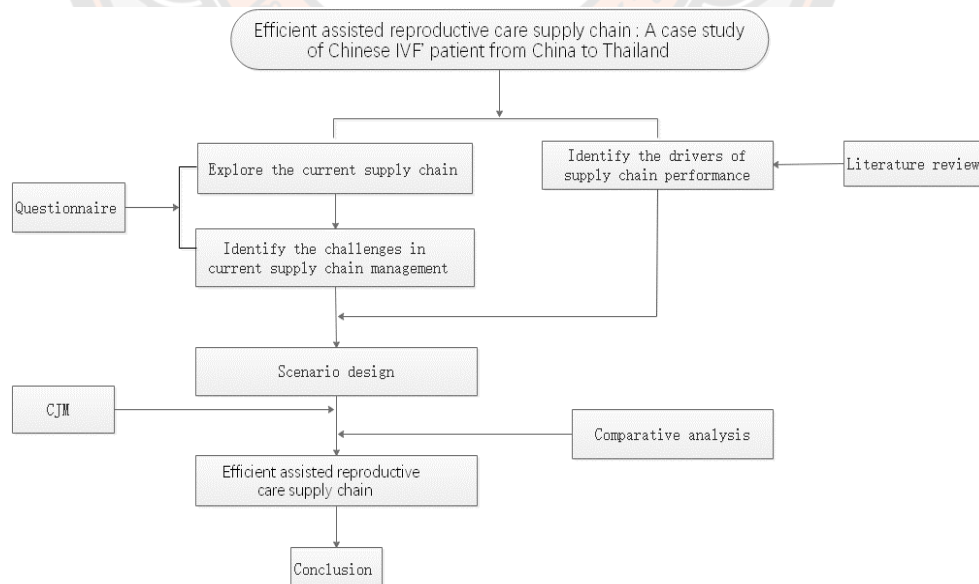 Efficient assisted reproductive care supply chain : A case study
of Chinese IVF' patient from China to Thailand
Explore the current supply chain
Identify the drivers of
supply chain performance
Literature review
Questionnaire
Identify the challenges in
current supply chain management
Scenario design
CJM
Comparative analysis
Efficient assisted reproductive
care supply chain
Conclusion